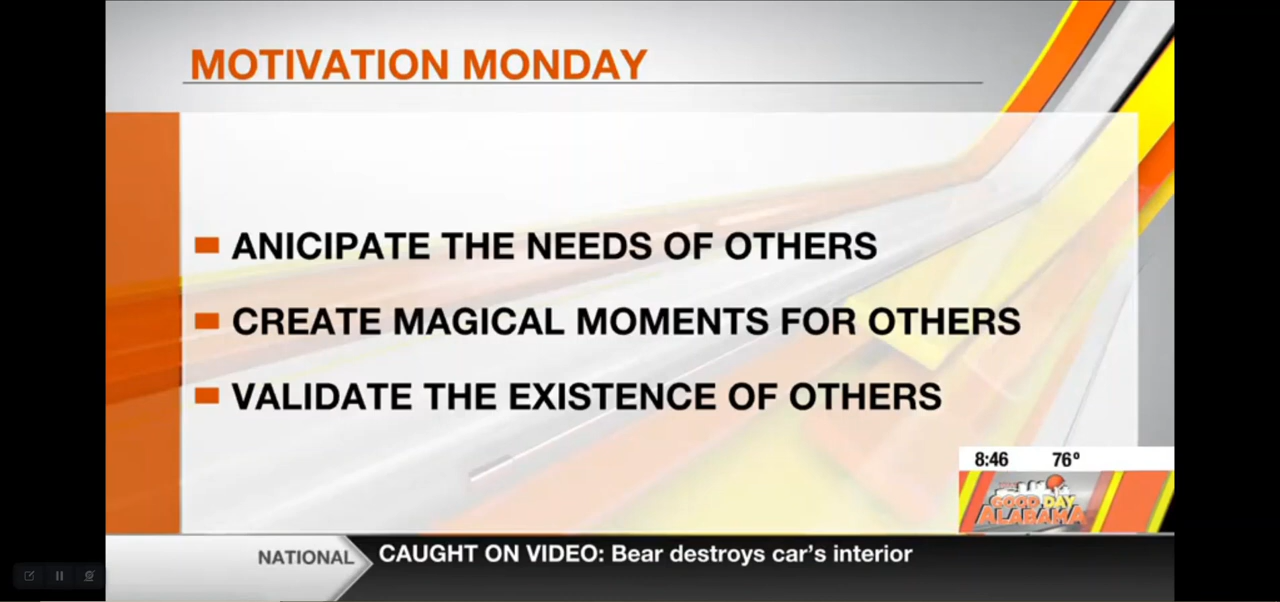 MOTIVATION MONDAY
ANICIPATE THE NEEDS OF OTHERS
CREATE MAGICAL MOMENTS FOR OTHERS
VALIDATE THE EXISTENCE OF OTHERS
8:46 76°
GOOD DAY
ALABAMA
NATIONAL CAUGHT ON VIDEO: Bear destroys car's interior